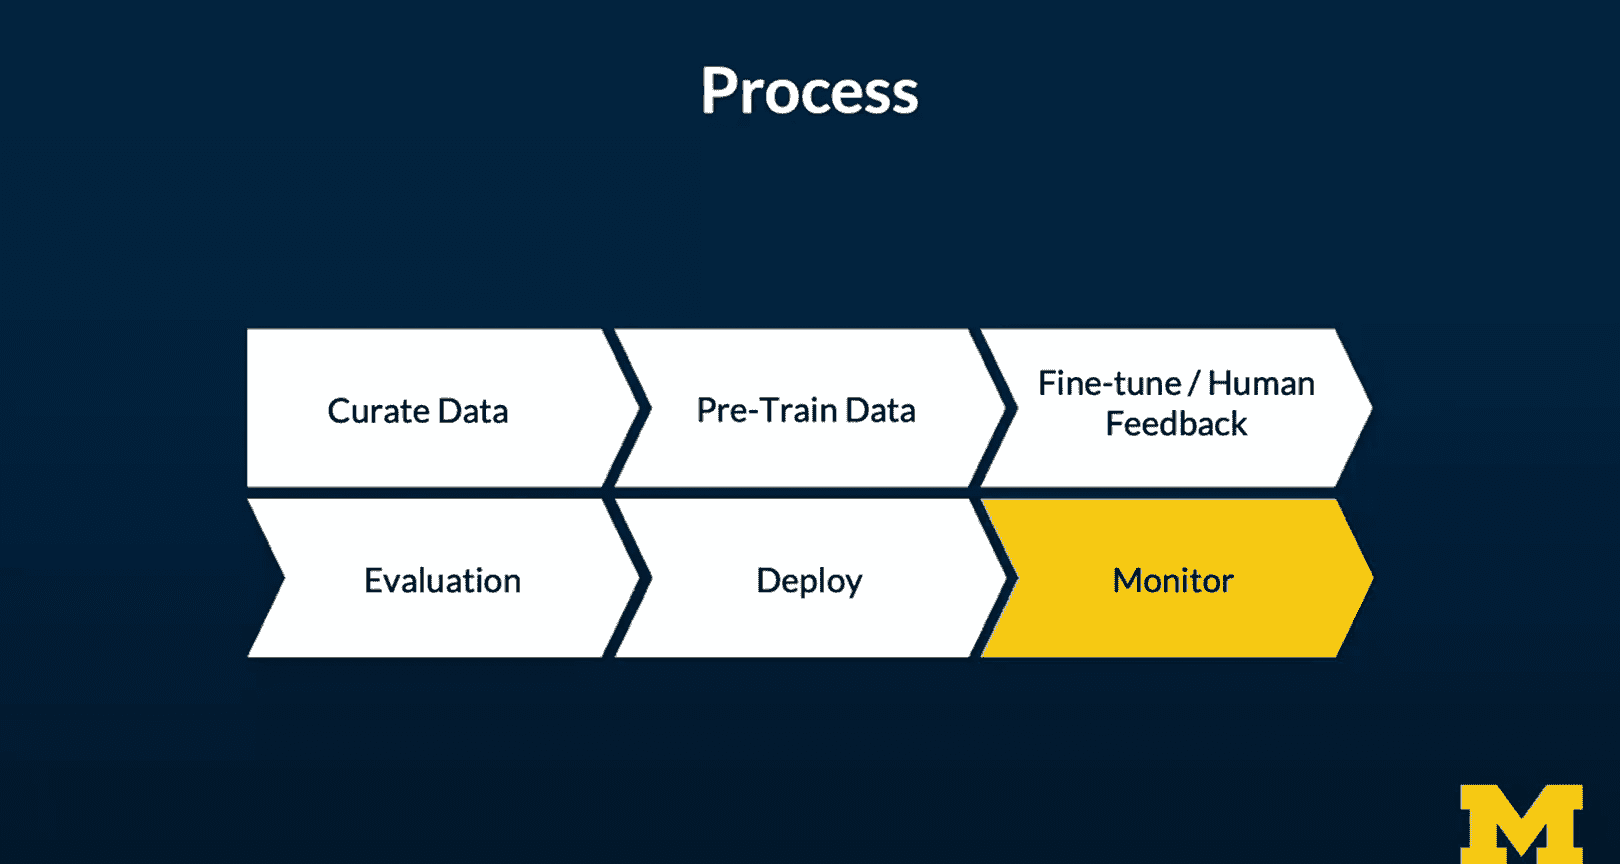 Process
Curate Data
Pre-Train Data
Fine-tune / Human
Feedback
Evaluation
Deploy
Monitor
M